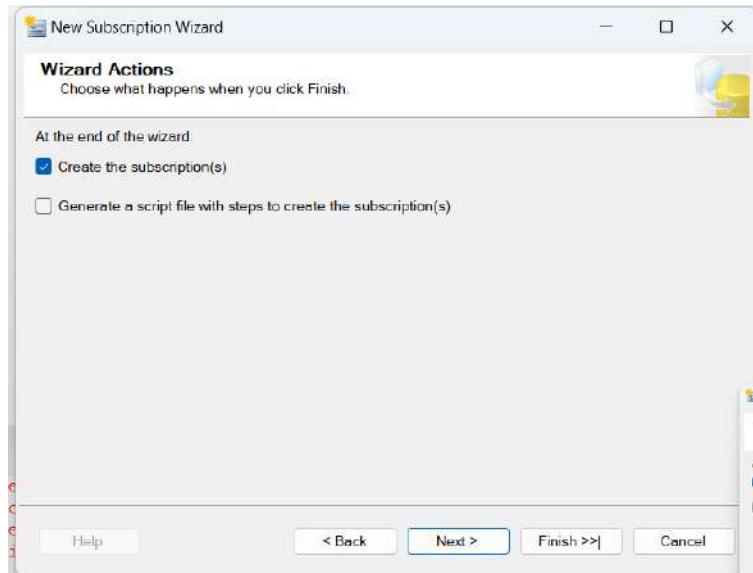 New Subscription Wizard
Wizard Actions
Choose what happens when you click Finish.
At the end of the wizard:
Create the subscription(s)
Generate a script file with steps to create the subscription(s)
Help
< Back
Next >
Finish >>|
Cancel